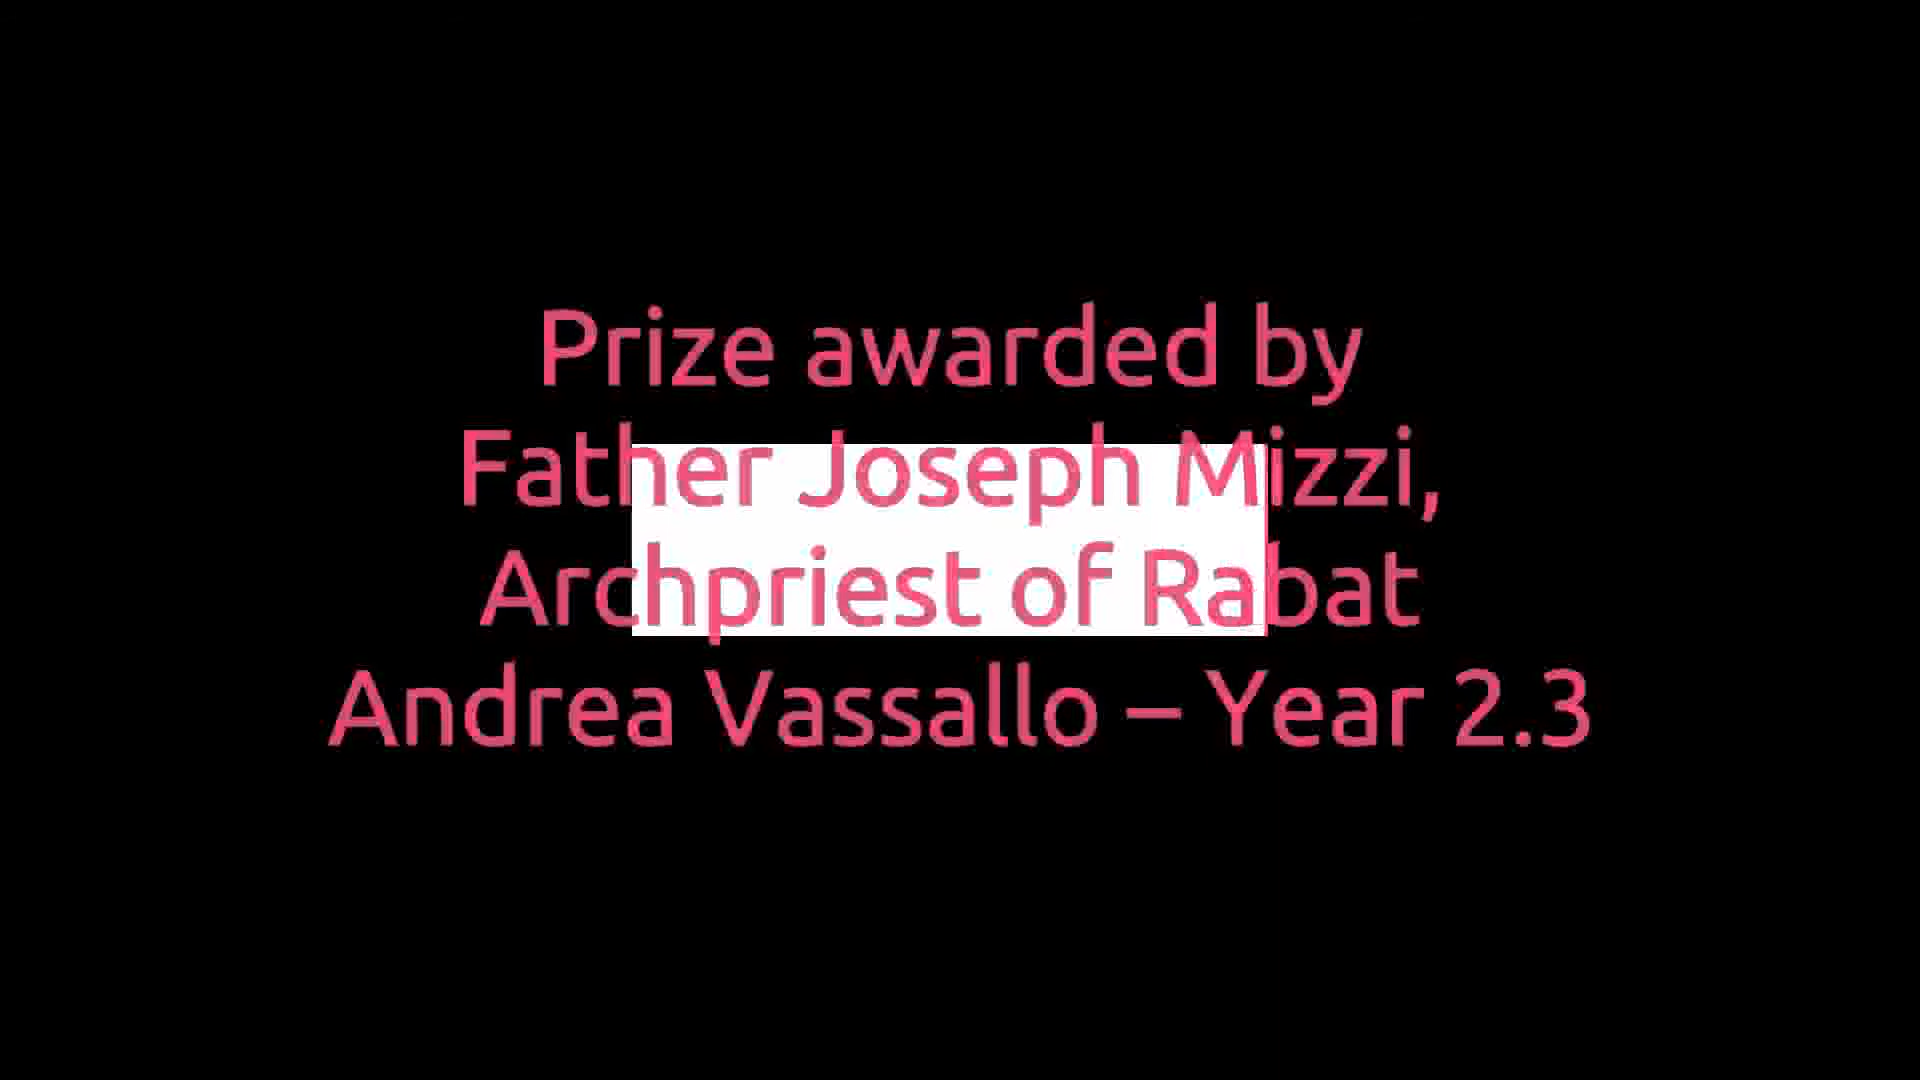 Prize awarded by
Father Joseph Mizzi,
Archpriest of Rabat
Andrea Vassallo – Year 2.3